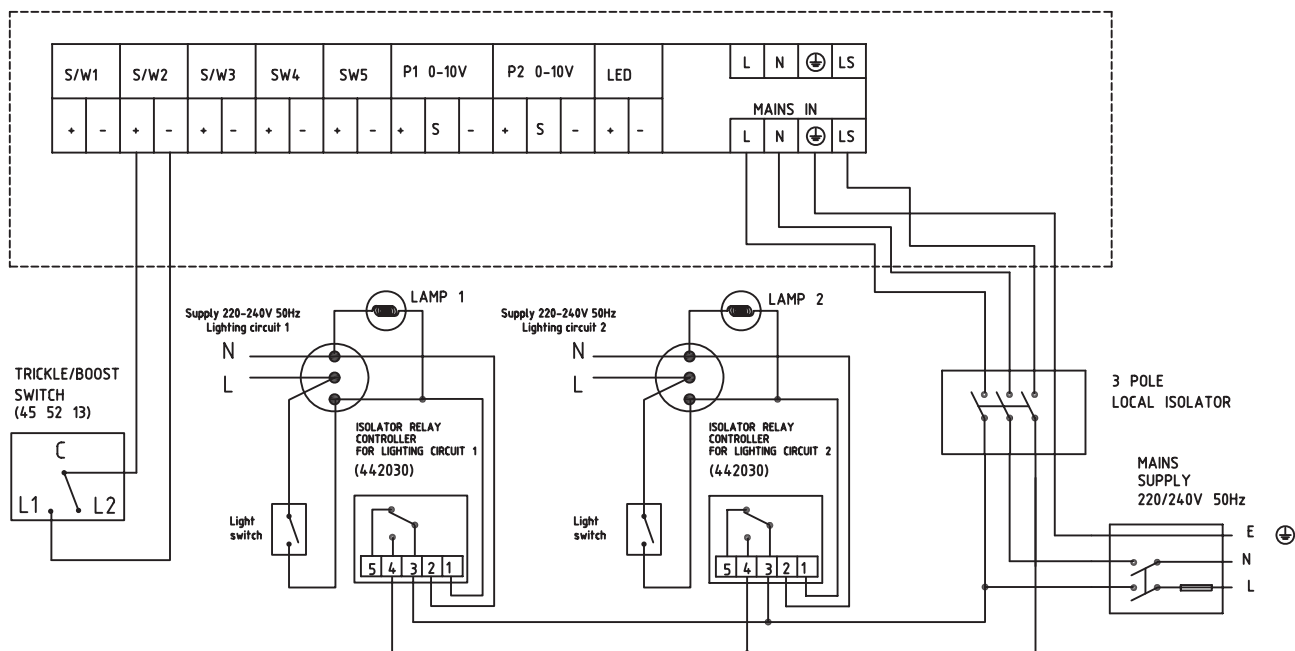 S/W1 S/W2 S/W3 SW4 SW5 P1 0-10V P2 0-10V LED
L N LS
MAINS IN
+ - + - + - + - + - + S - + S - + -
L N LS
LAMP 1
LAMP 2
Supply 220-240V 50Hz
Lighting circuit 1
N
L
Supply 220-240V 50Hz
Lighting circuit 2
N
L
TRICKLE/BOOST
SWITCH
(45 52 13)
C
L1 L2
3 POLE
LOCAL ISOLATOR
ISOLATOR RELAY
CONTROLLER
FOR LIGHTING CIRCUIT 1
(442030)
ISOLATOR RELAY
CONTROLLER
FOR LIGHTING CIRCUIT 2
(442030)
MAINS
SUPPLY
220/240V 50Hz
Light
switch
Light
switch
5 4 3 2 1
5 4 3 2 1
E
N
L